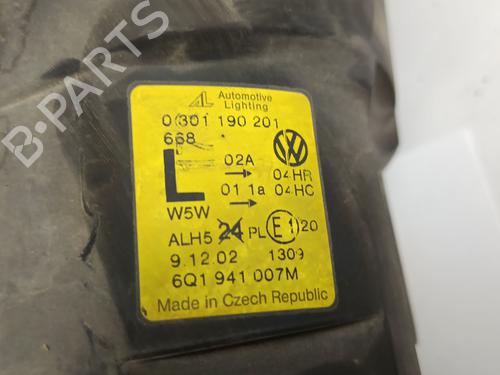 AL Automotive
Lighting
0 301 190 201
668
L
02A
04HR
01 1a 04HC
W5W
ALH5 24 PL E1 20
9.12.02 1309
6Q1 941 007M
Made in Czech Republic
B-PARTS